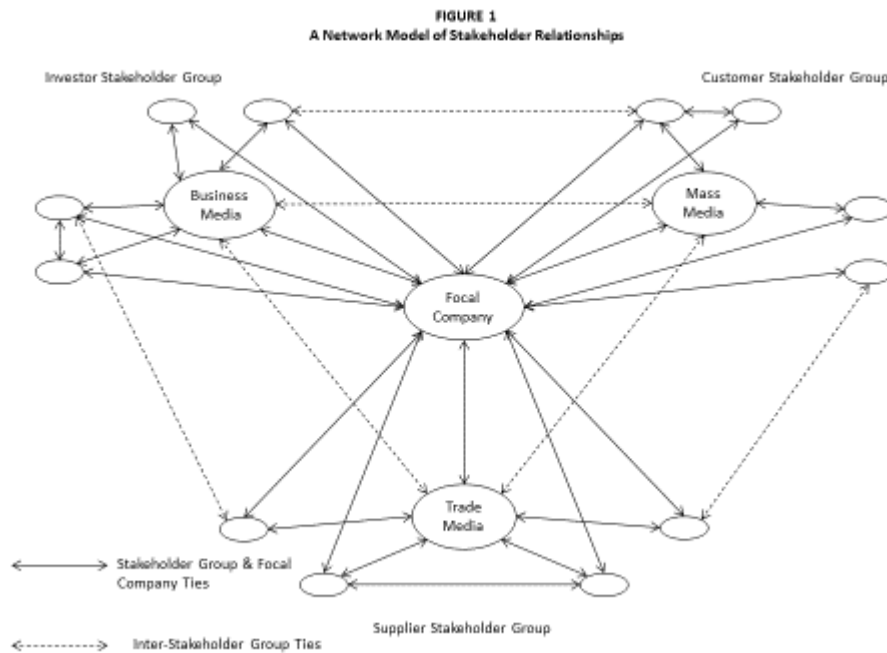 FIGURE 1
A Network Model of Stakeholder Relationships
Investor Stakeholder Group
Customer Stakeholder Group
Business
Media
Mass
Media
Focal
Company
Trade
Media
Stakeholder Group & Focal
Company Ties
Supplier Stakeholder Group
Inter-Stakeholder Group Ties